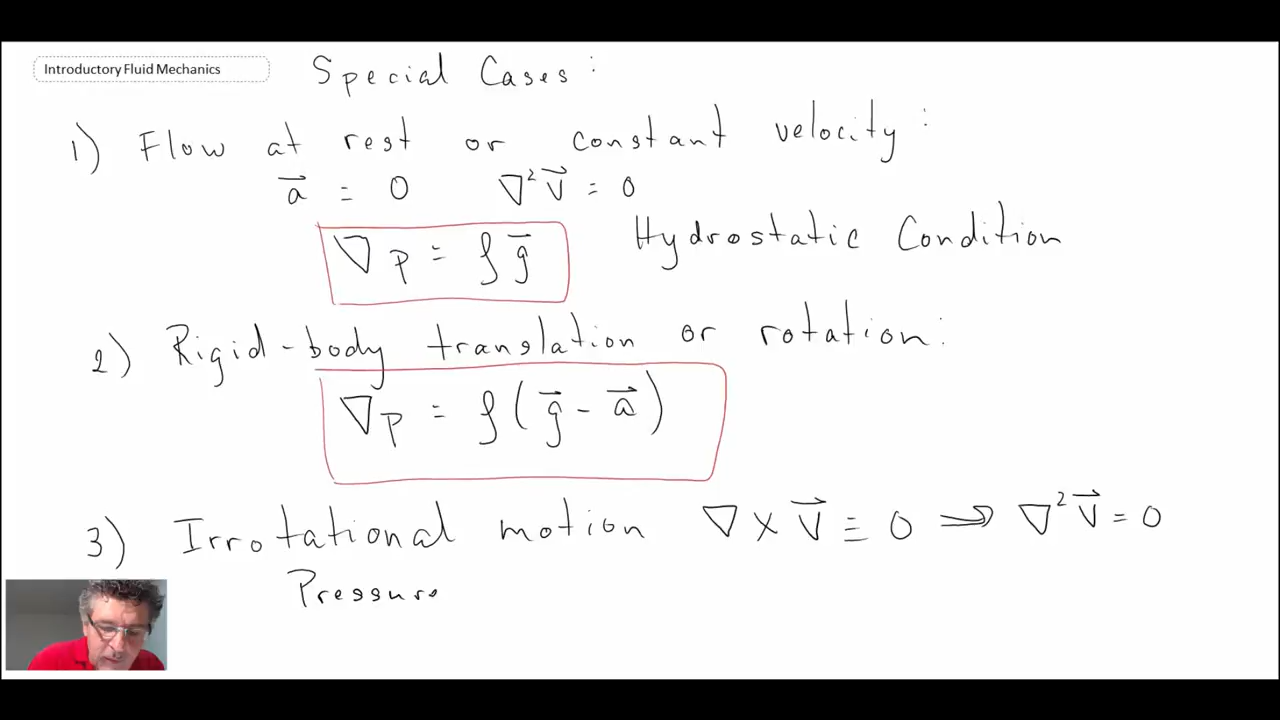 Introductory Fluid Mechanics
Special Cases:
1) Flow at rest or constant velocity:
a⃗ = 0 ∇²V⃗ = 0
∇p = ρg⃗ Hydrostatic Condition
2) Rigid-body translation or rotation:
∇p = ρ(g⃗ - a⃗)
3) Irrotational motion ∇ × V⃗ ≡ 0 ⇒ ∇²V⃗ = 0
Pressure